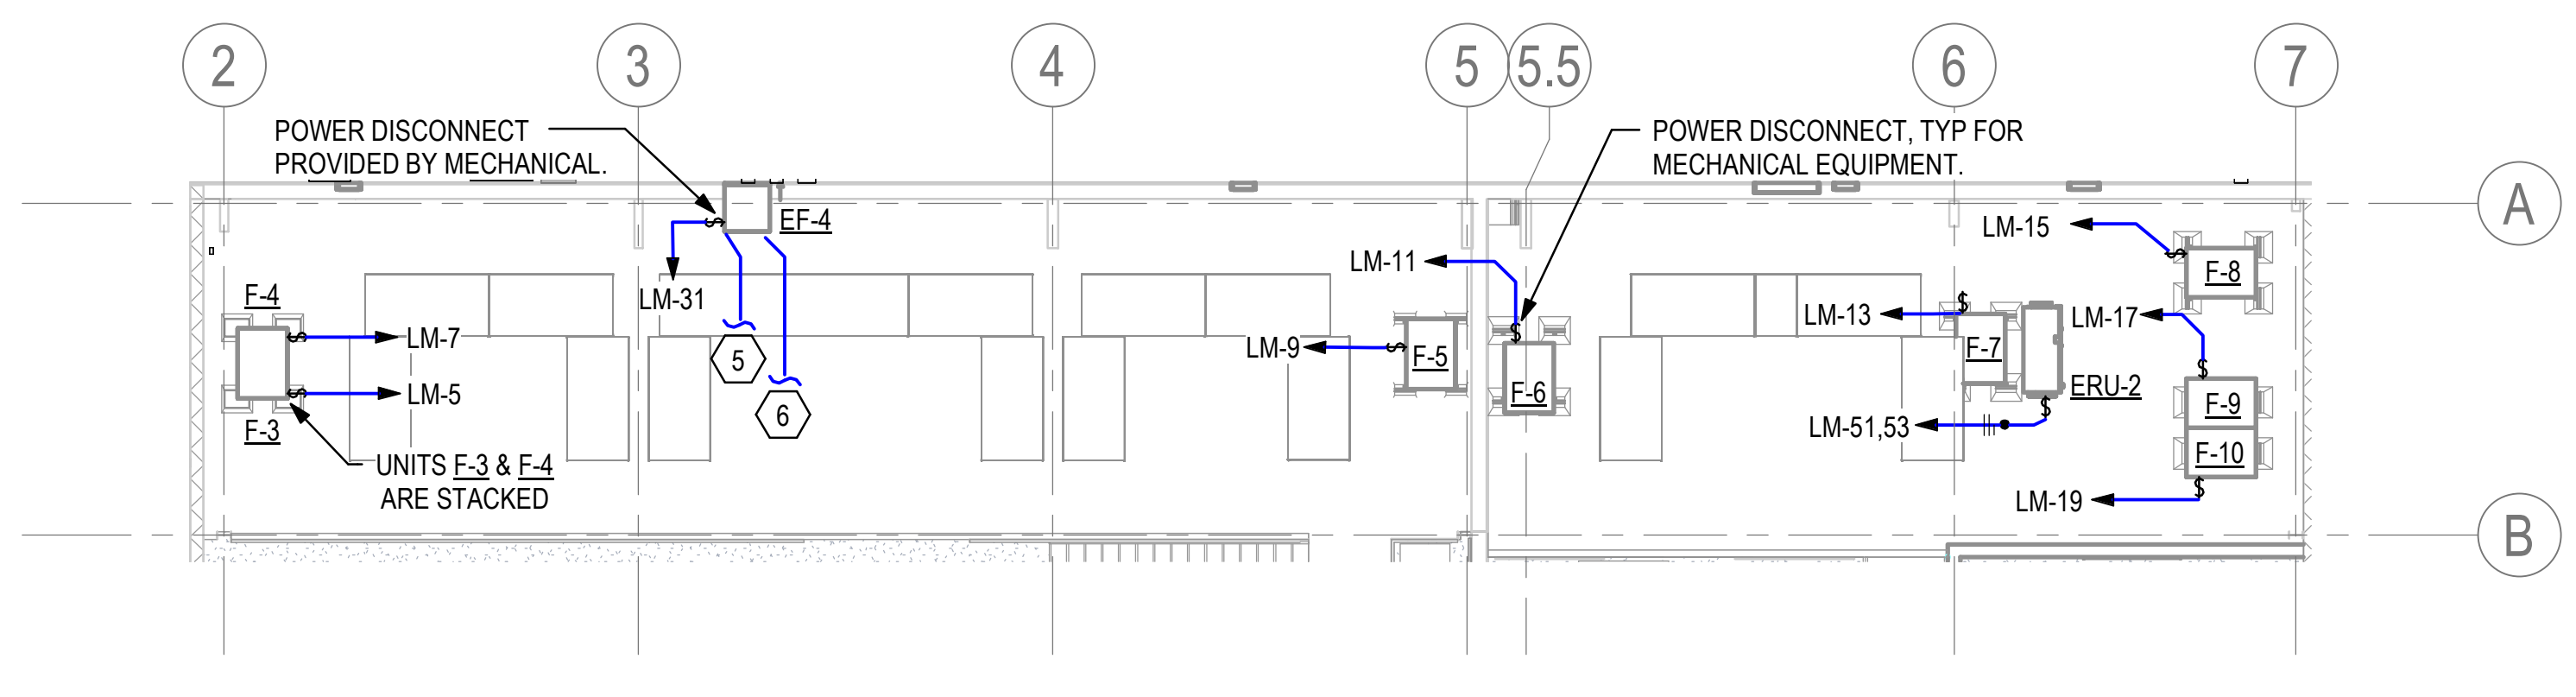 2
3
4
5
5.5
6
7
POWER DISCONNECT
PROVIDED BY MECHANICAL.
POWER DISCONNECT, TYP FOR
MECHANICAL EQUIPMENT.
A
EF-4
LM-15
LM-11
F-8
F-4
LM-31
LM-13
LM-17
LM-7
LM-9
F-5
F-7
5
ERU-2
LM-5
F-6
F-9
6
F-3
LM-51,53
F-10
UNITS F-3 & F-4
ARE STACKED
LM-19
B